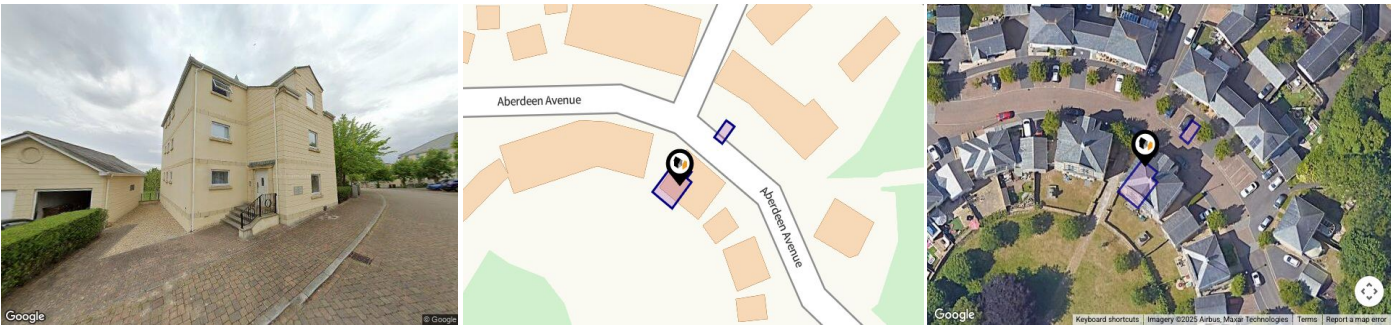 Google
© Google
Aberdeen Avenue
Aberdeen Avenue
Google
Keyboard shortcuts
Imagery ©2025 Airbus, Maxar Technologies
Terms
Report a map error